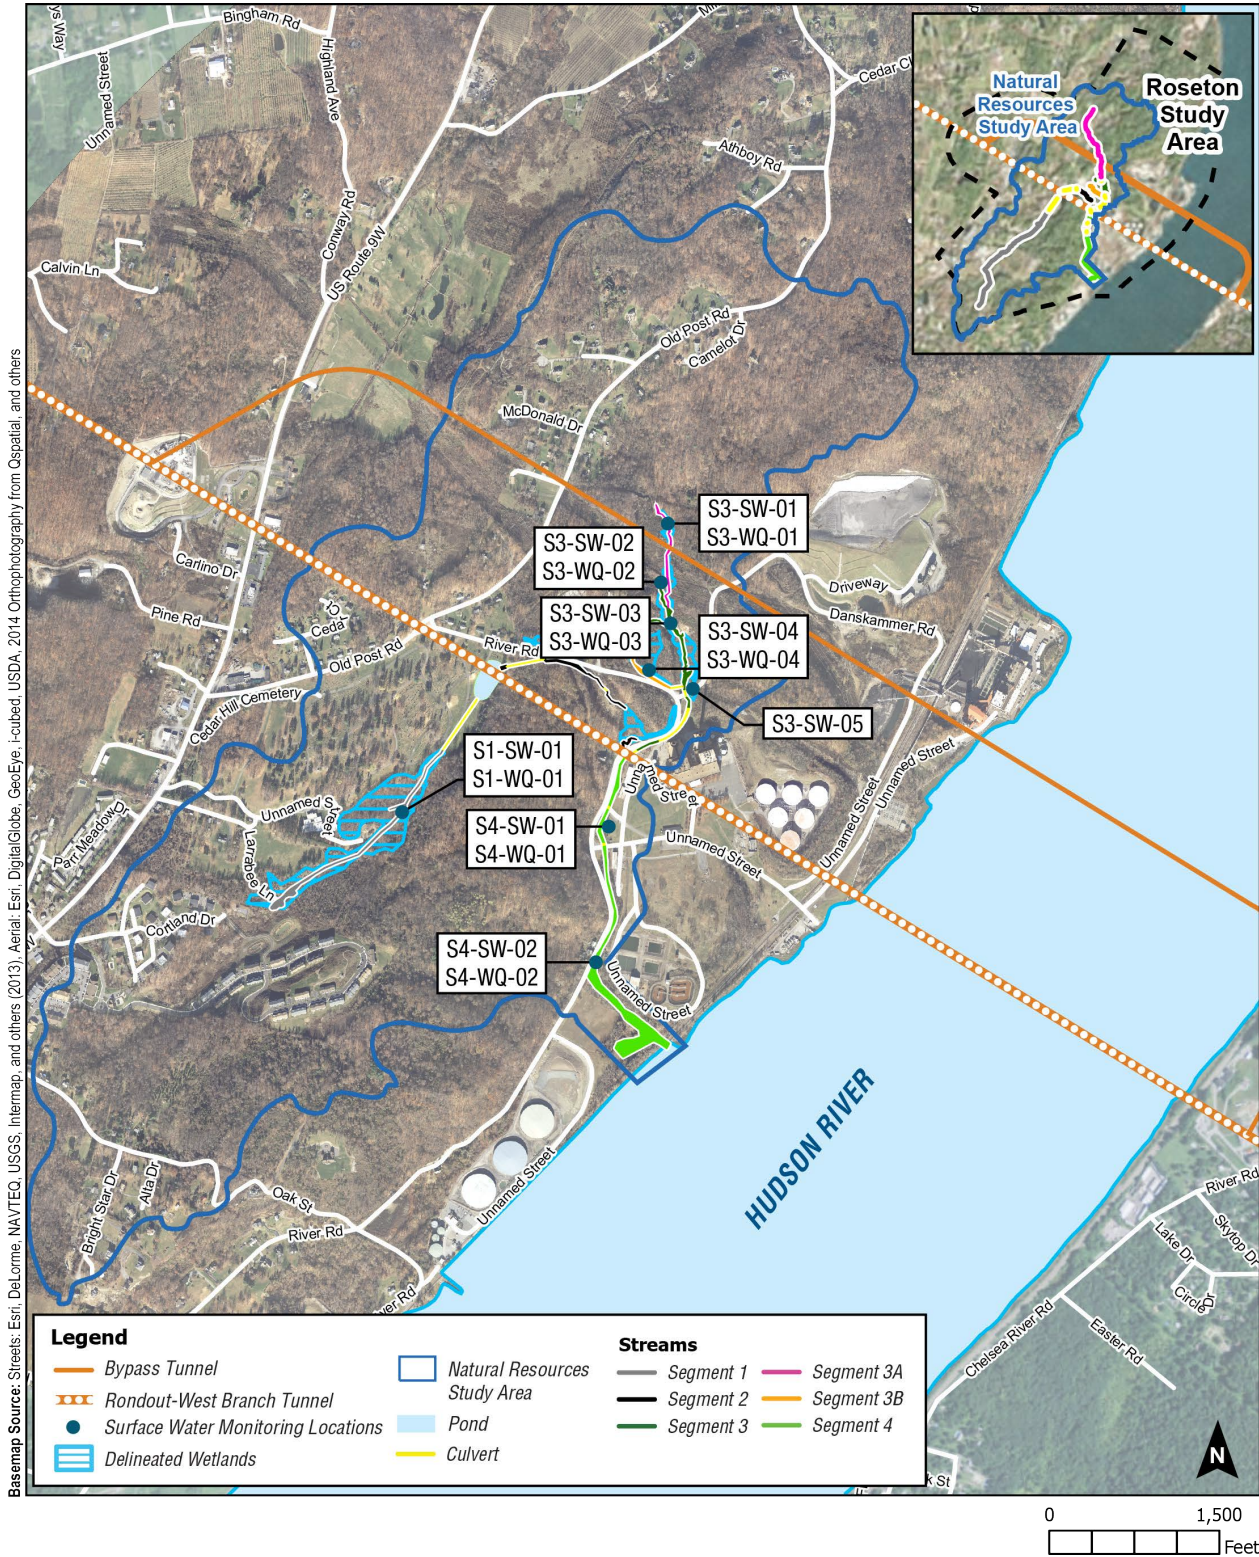 Bingham Rd
ys Way
Unnamed Street
Highland Ave
Cedar Cl
Athboy Rd
Conway Rd
US Route 9W
Calvin Ln
Old Post Rd
Camelot Dr
McDonald Dr
Natural
Resources
Study Area
Roseton
Study
Area
S3-SW-01
S3-WQ-01
S3-SW-02
S3-WQ-02
Carlino Dr
Driveway
Pine Rd
Cedar Ct
S3-SW-03
S3-WQ-03
Danskammer Rd
S3-SW-04
S3-WQ-04
River Rd
Old Post Rd
Cedar Hill Cemetery
S3-SW-05
S1-SW-01
S1-WQ-01
Unnamed Street
Unnamed Street
Unnamed Street
Unnamed Street
Parr Meadow Dr
Larrabee Ln
S4-SW-01
S4-WQ-01
Unnamed Street
Cortland Dr
S4-SW-02
S4-WQ-02
Unnamed Street
HUDSON RIVER
Unnamed Street
Bright Star Dr
Alta Dr
Oak St
River Rd
ver Rd
River Rd
Skytop Dr
Lake Dr
Circle Dr
Chelsea River Rd
Easter Rd
k St
Legend
Bypass Tunnel
Rondout-West Branch Tunnel
Surface Water Monitoring Locations
Delineated Wetlands
Natural Resources
Study Area
Pond
Culvert
Streams
Segment 1
Segment 2
Segment 3
Segment 3A
Segment 3B
Segment 4
N
0 1,500
Feet
Basemap Source: Streets: Esri, DeLorme, NAVTEQ, USGS, Intermap, and others (2013), Aerial: Esri, DigitalGlobe, GeoEye, i-cubed, USDA, 2014 Orthophotography from Qspatial, and others